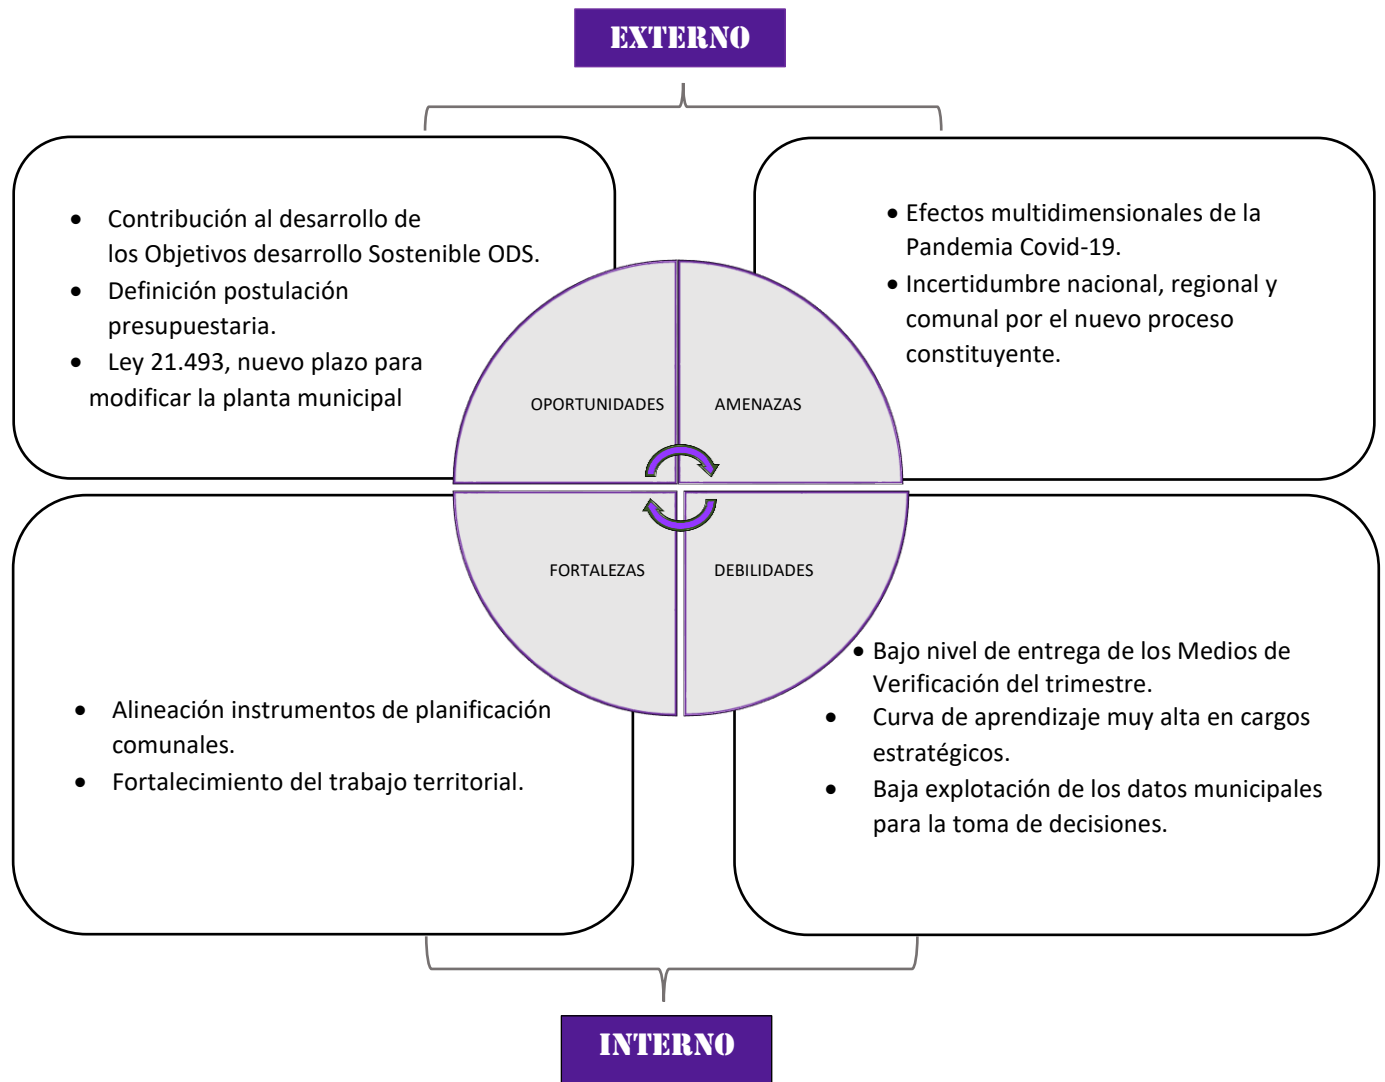 EXTERNO
• Contribución al desarrollo de
los Objetivos desarrollo Sostenible ODS.
• Definición postulación
presupuestaria.
• Ley 21.493, nuevo plazo para
modificar la planta municipal
• Efectos multidimensionales de la
Pandemia Covid-19.
• Incertidumbre nacional, regional y
comunal por el nuevo proceso
constituyente.
OPORTUNIDADES
AMENAZAS
FORTALEZAS
DEBILIDADES
• Alineación instrumentos de planificación
comunales.
• Fortalecimiento del trabajo territorial.
• Bajo nivel de entrega de los Medios de
Verificación del trimestre.
• Curva de aprendizaje muy alta en cargos
estratégicos.
• Baja explotación de los datos municipales
para la toma de decisiones.
INTERNO